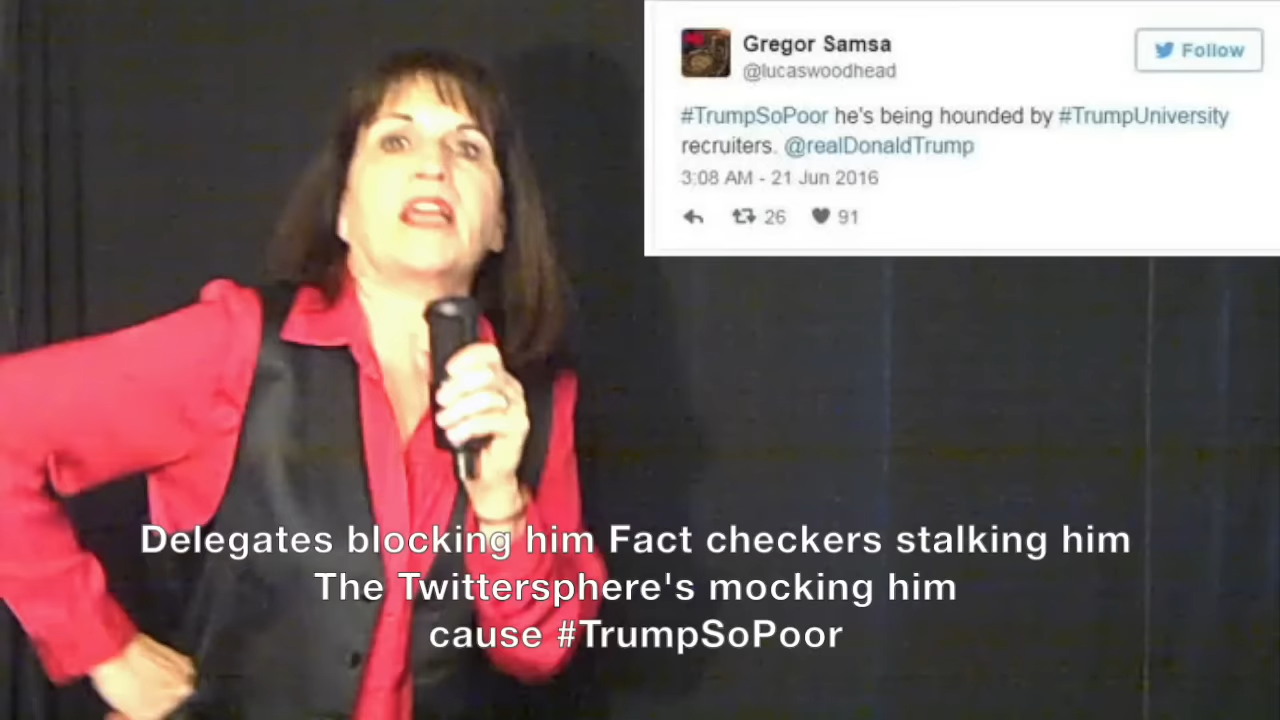 Gregor Samsa
@lucaswoodhead
Follow
#TrumpSoPoor he's being hounded by #TrumpUniversity
recruiters. @realDonaldTrump
3:08 AM - 21 Jun 2016
26 91
Delegates blocking him Fact checkers stalking him
The Twittersphere's mocking him
cause #TrumpSoPoor